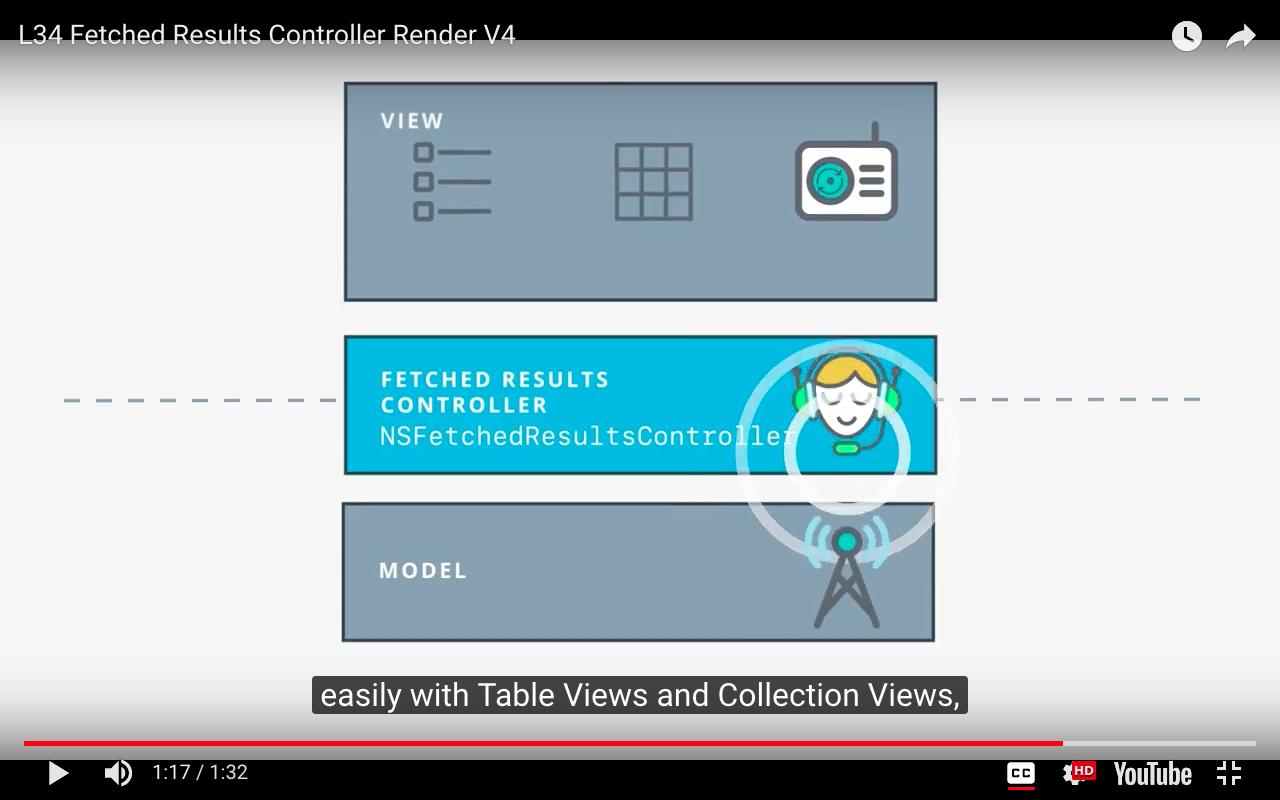 L34 Fetched Results Controller Render V4
VIEW
FETCHED RESULTS
CONTROLLER
NSFetchedResultsController
MODEL
easily with Table Views and Collection Views,
1:17 / 1:32
CC
HD
YouTube